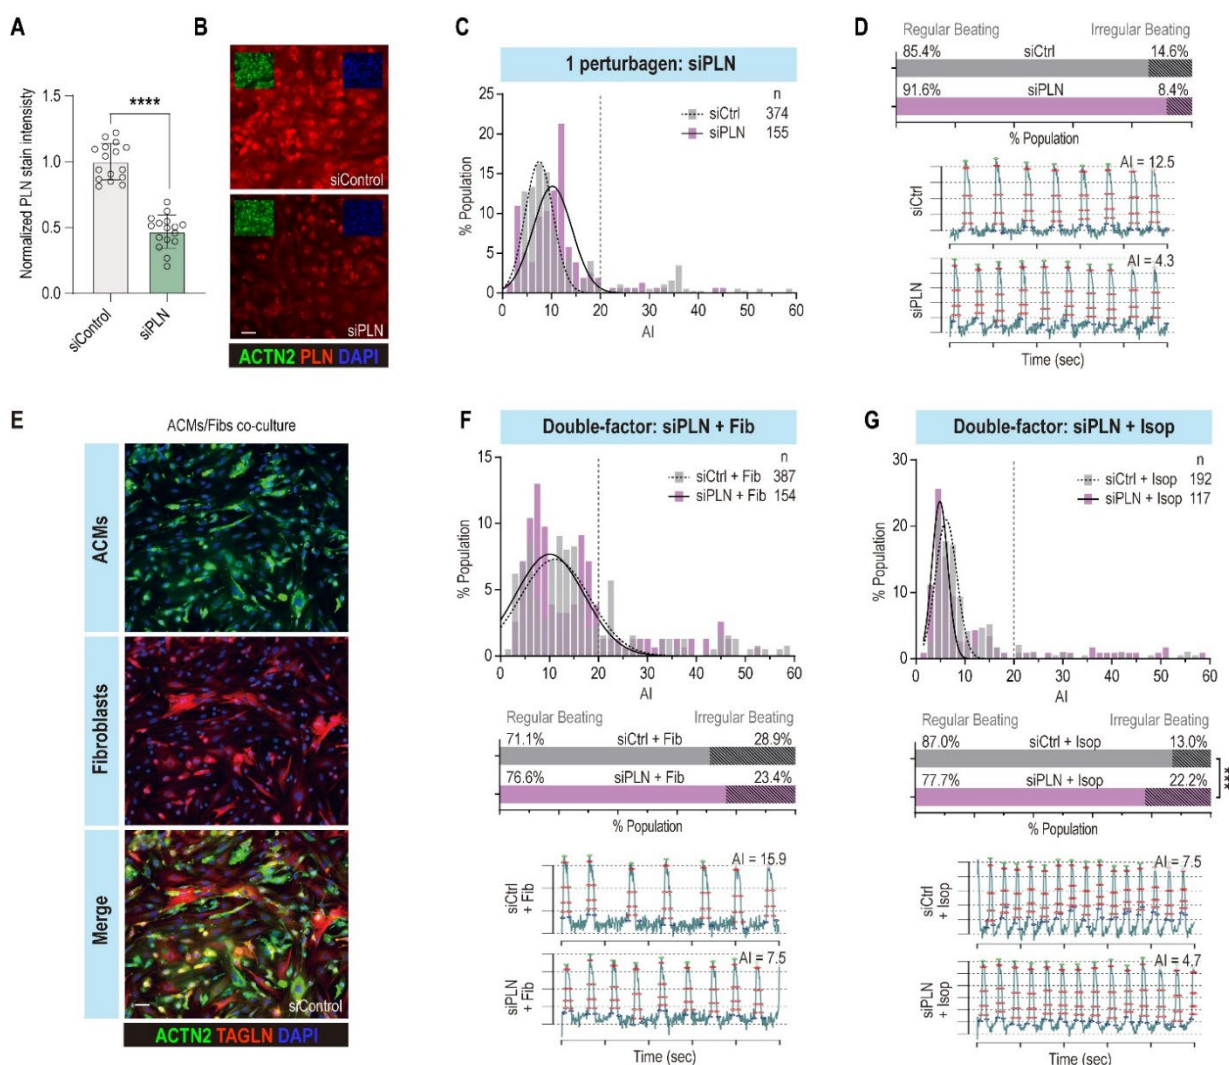 A
Normalized PLN stain intensisty
1.5
1.0
0.5
0.0
****
siControl
siPLN
B
siControl
siPLN
ACTN2 PLN DAPI
C
1 perturbagen: siPLN
% Population
25
20
15
10
5
0
n
siCtrl 374
siPLN 155
0 10 20 30 40 50 60
AI
D
Regular Beating Irregular Beating
85.4% siCtrl 14.6%
91.6% siPLN 8.4%
% Population
siCtrl
AI = 12.5
siPLN
AI = 4.3
Time (sec)
E
ACMs/Fibs co-culture
ACMs
Fibroblasts
Merge
siControl
ACTN2 TAGLN DAPI
F
Double-factor: siPLN + Fib
% Population
15
10
5
0
n
siCtrl + Fib 387
siPLN + Fib 154
0 10 20 30 40 50 60
AI
Regular Beating Irregular Beating
71.1% siCtrl + Fib 28.9%
76.6% siPLN + Fib 23.4%
% Population
siCtrl
+ Fib
AI = 15.9
siPLN
+ Fib
AI = 7.5
Time (sec)
G
Double-factor: siPLN + Isop
% Population
30
20
10
0
n
siCtrl + Isop 192
siPLN + Isop 117
0 10 20 30 40 50 60
AI
Regular Beating Irregular Beating
87.0% siCtrl + Isop 13.0%
77.7% siPLN + Isop 22.2%
***
% Population
siCtrl
+ Isop
AI = 7.5
siPLN
+ Isop
AI = 4.7
Time (sec)